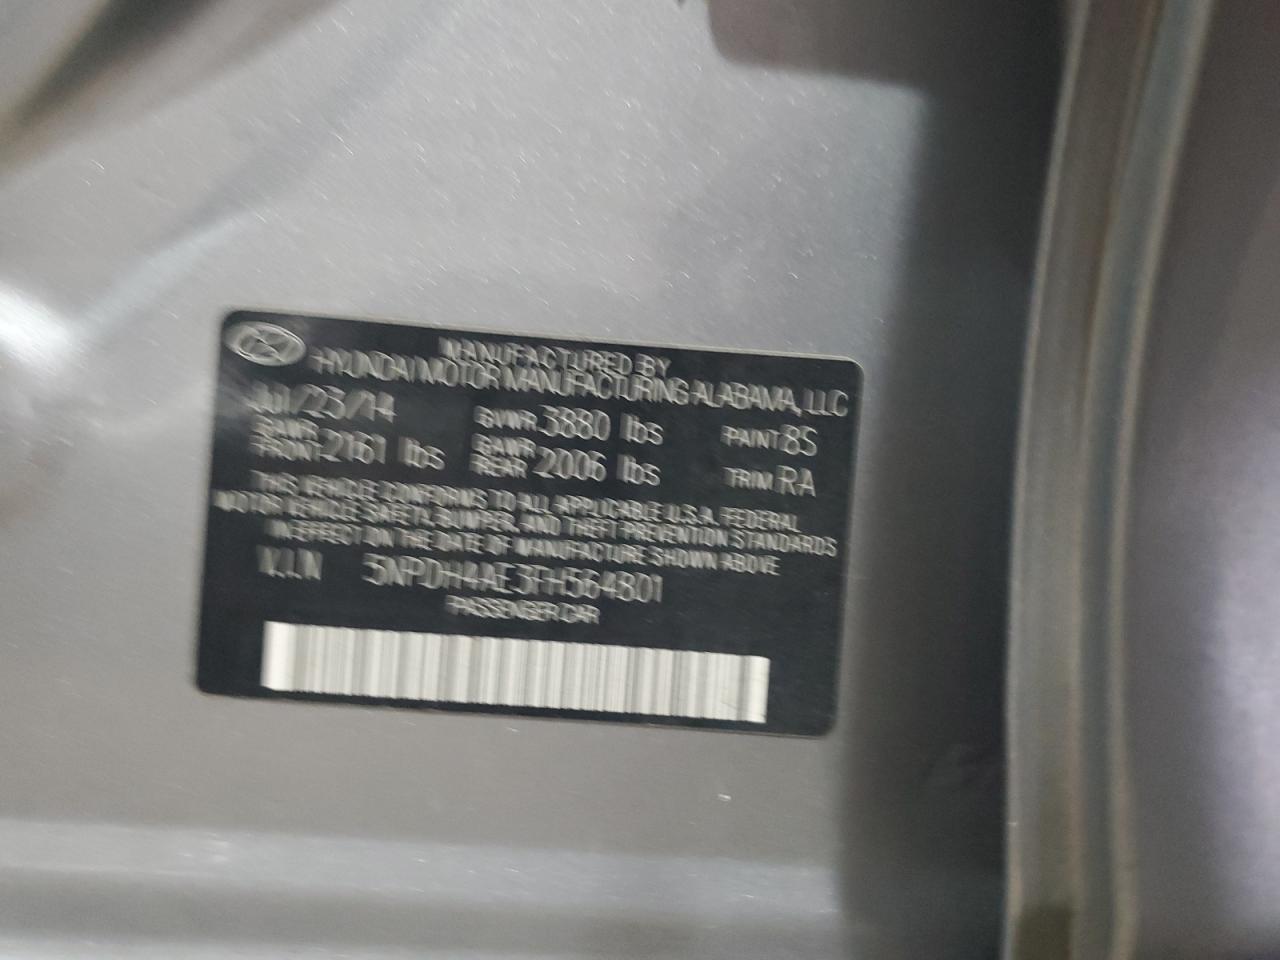 MANUFACTURED BY
HYUNDAI MOTOR MANUFACTURING ALABAMA, LLC
Jul/23/14 GVWR 3880 lbs PAINT 8S
GAWR FRONT 2161 lbs GAWR REAR 2006 lbs TRIM RA
THIS VEHICLE CONFORMS TO ALL APPLICABLE U.S.A. FEDERAL
MOTOR VEHICLE SAFETY, BUMPER, AND THEFT PREVENTION STANDARDS
IN EFFECT ON THE DATE OF MANUFACTURE SHOWN ABOVE
V.I.N 5NPDH4AE3FH564801
PASSENGER CAR